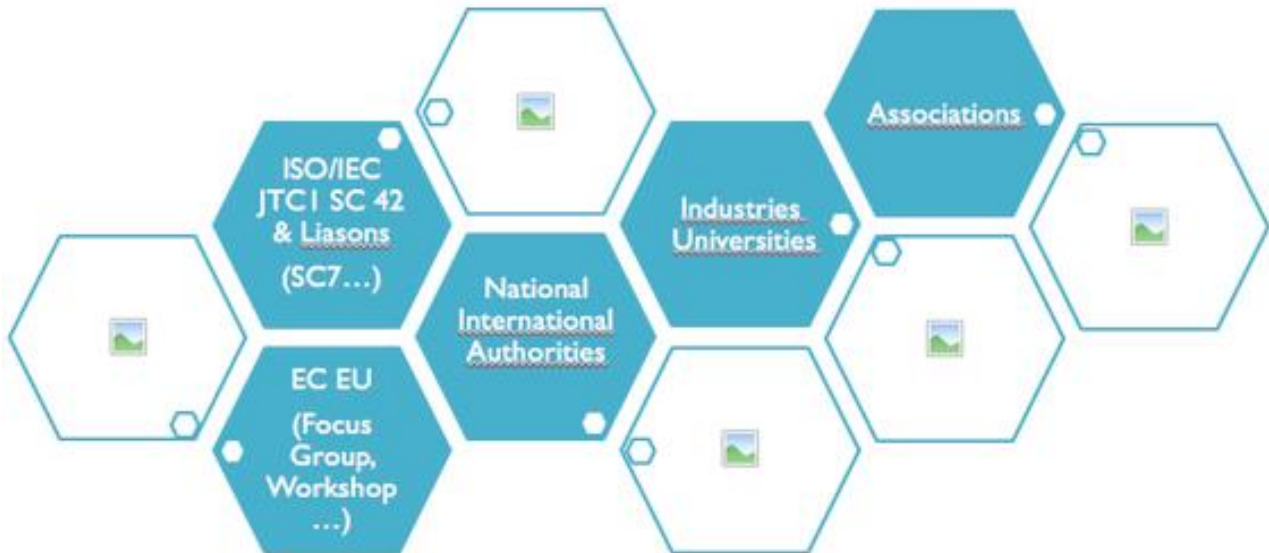 ISO/IEC
JTC1 SC 42
& Liasons
(SC7...)
EC EU
(Focus
Group,
Workshop
...)
National
International
Authorities
Industries
Universities
Associations